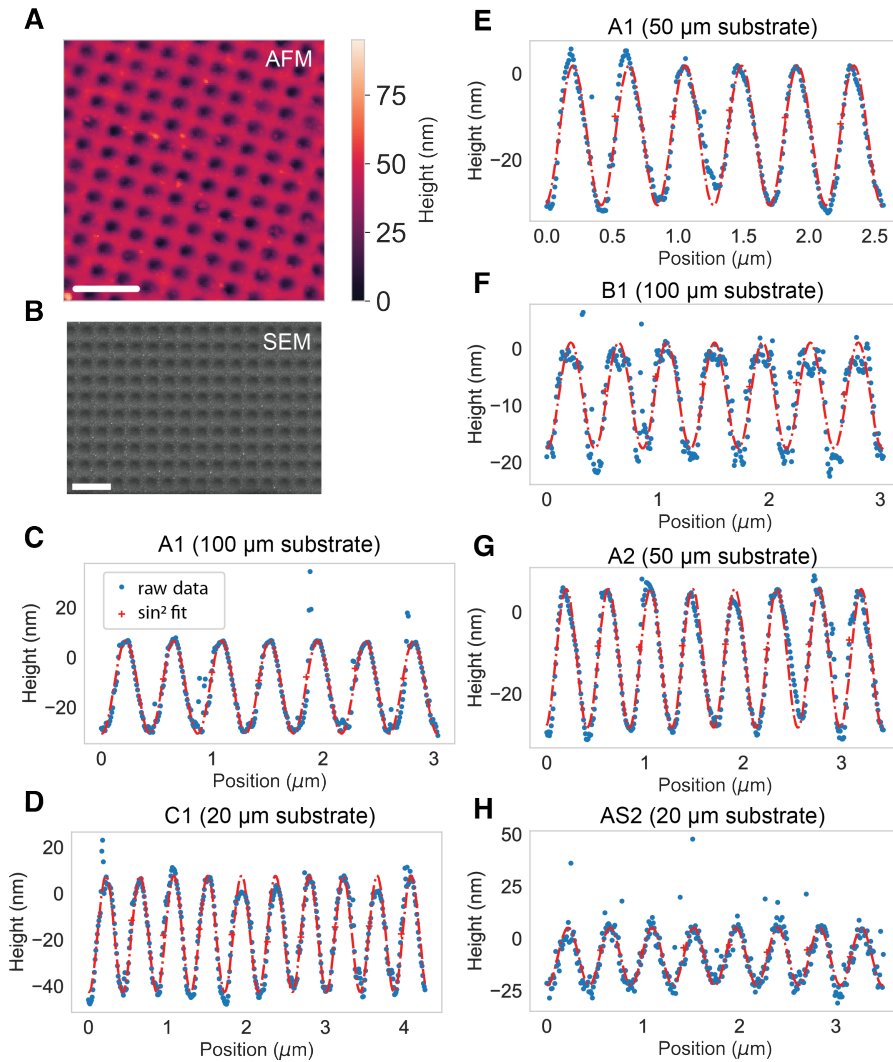 A
AFM
75
50
25
0
Height (nm)
B
SEM
C
A1 (100 µm substrate)
raw data
sin² fit
20
0
−20
Height (nm)
0
1
2
3
Position (µm)
D
C1 (20 µm substrate)
20
0
−20
−40
Height (nm)
0
1
2
3
4
Position (µm)
E
A1 (50 µm substrate)
0
−20
Height (nm)
0.0
0.5
1.0
1.5
2.0
2.5
Position (µm)
F
B1 (100 µm substrate)
0
−10
−20
Height (nm)
0
1
2
3
Position (µm)
G
A2 (50 µm substrate)
0
−20
Height (nm)
0
1
2
3
Position (µm)
H
AS2 (20 µm substrate)
50
25
0
−25
Height (nm)
0
1
2
3
Position (µm)